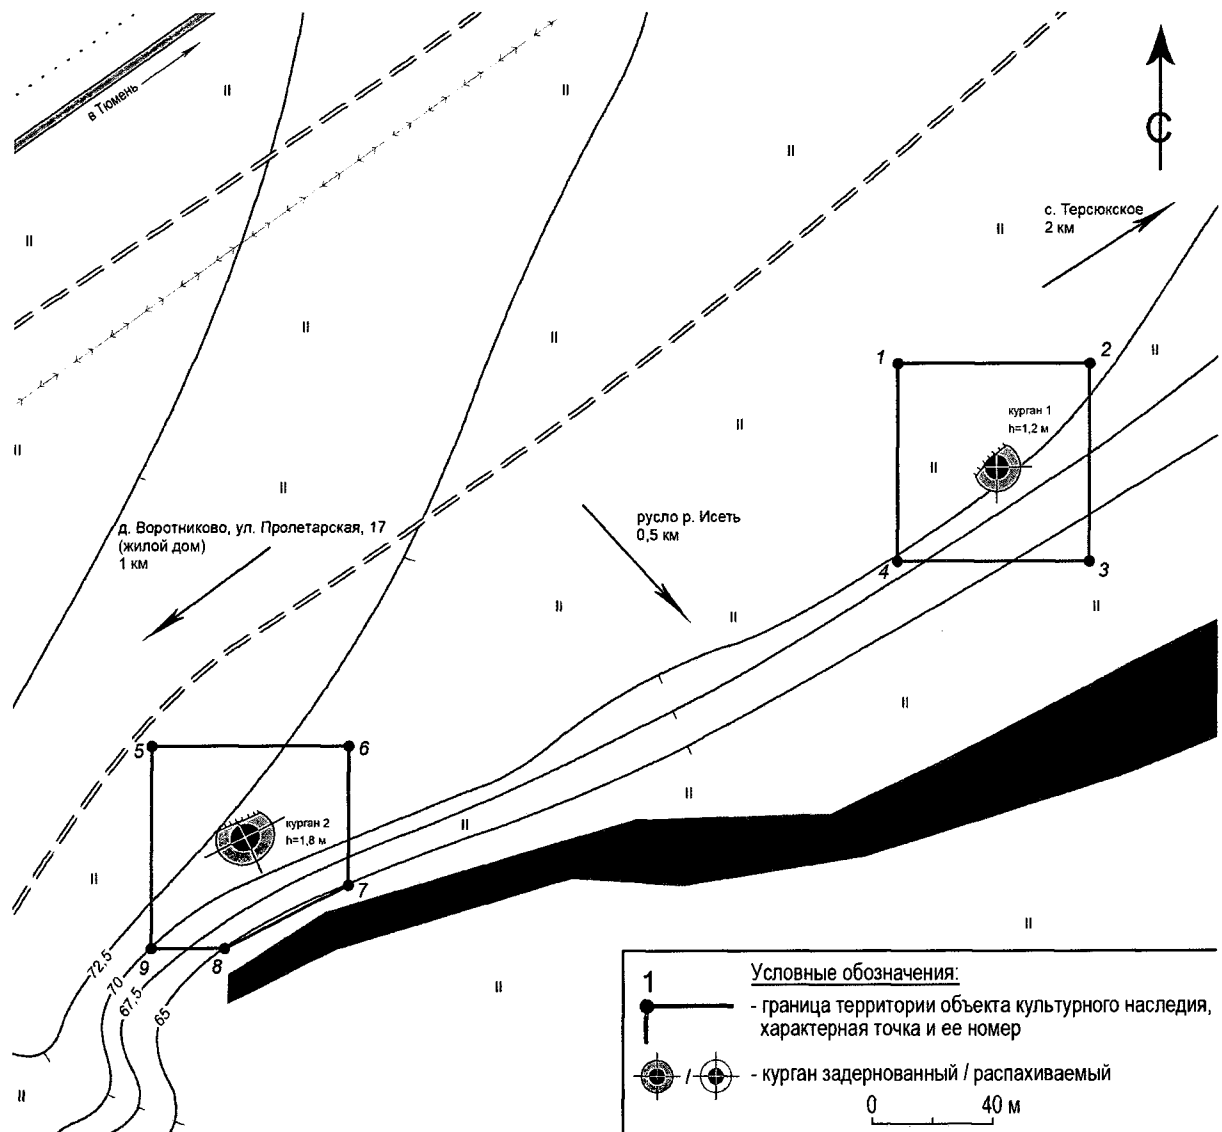 в Тюмень
С
с. Терсюкское
2 км
1
2
курган 1
h=1,2 м
д. Воротниково, ул. Пролетарская, 17
(жилой дом)
1 км
русло р. Исеть
0,5 км
4
3
5
6
курган 2
h=1,8 м
7
9
8
72,5
70
67,5
65
Условные обозначения:
1
- граница территории объекта культурного наследия,
характерная точка и ее номер
/
- курган задернованный / распахиваемый
0
40 м